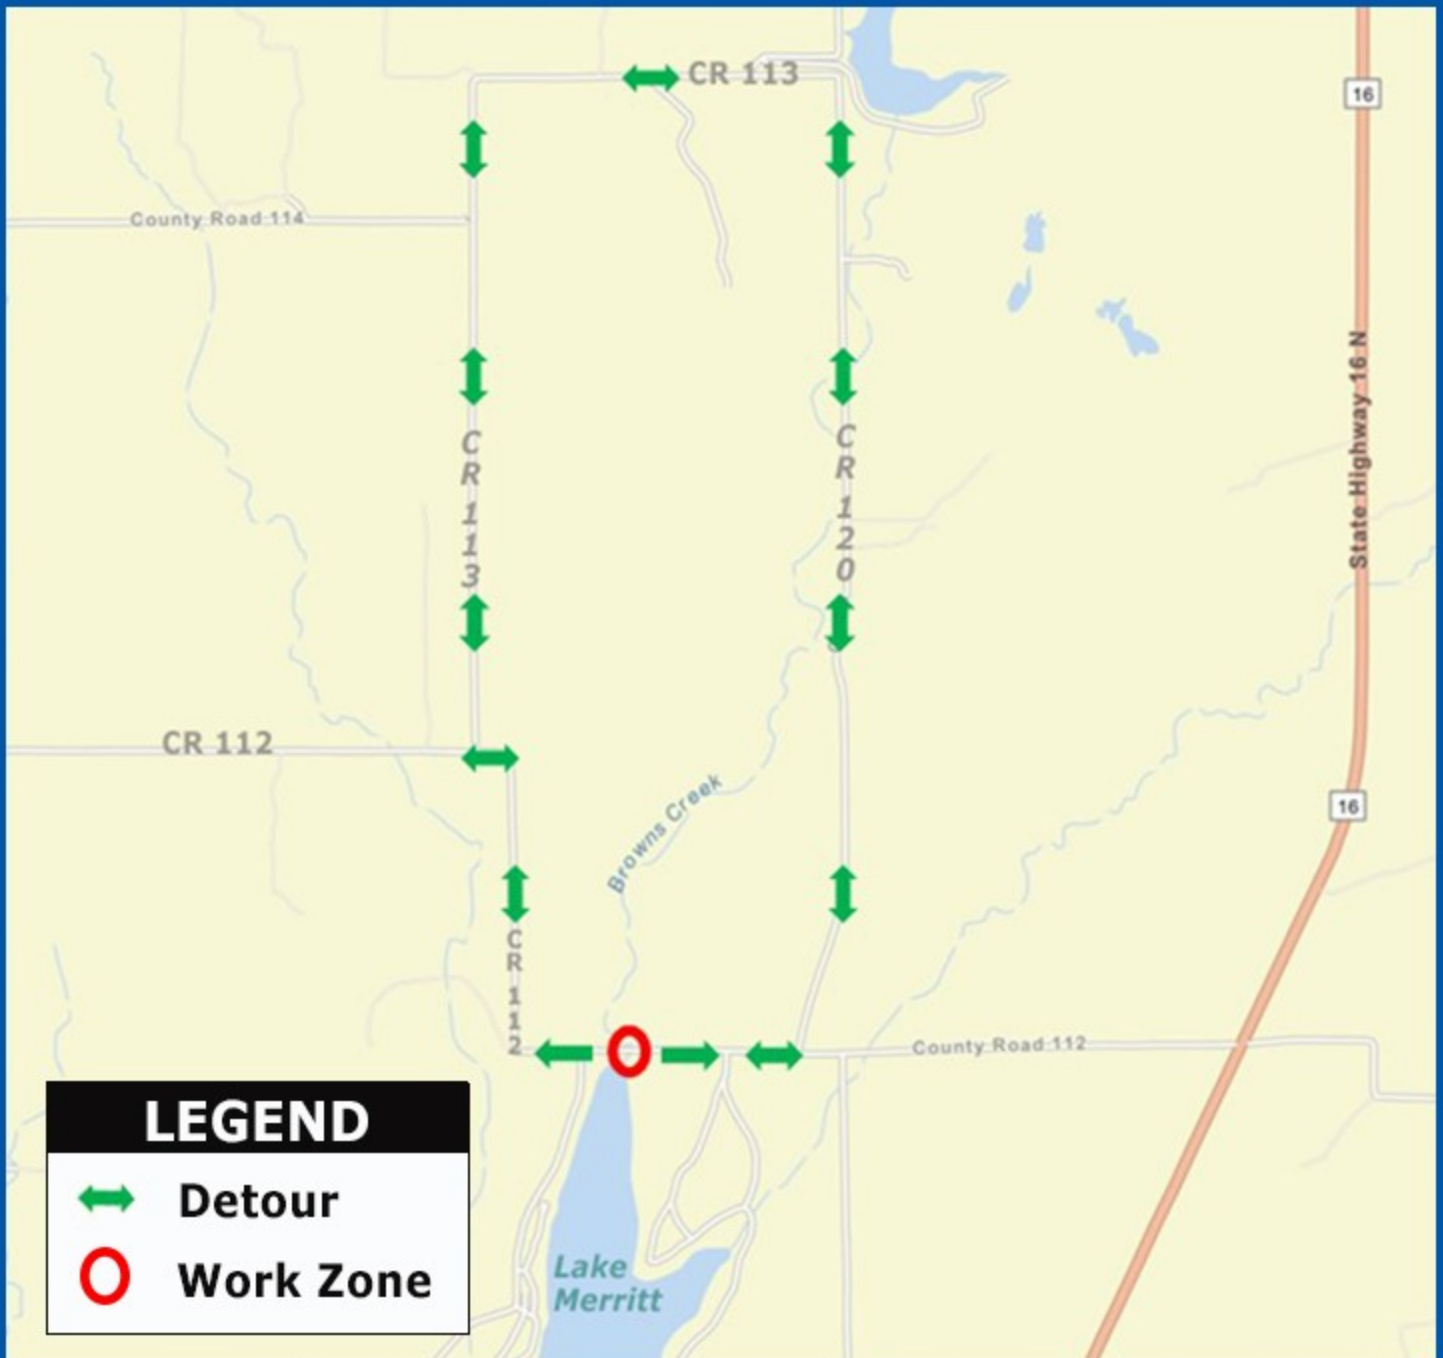 CR 113
16
County Road 114
State Highway 16 N
CR 113
CR 120
CR 112
Browns Creek
16
CR 112
County Road 112
LEGEND
Detour
Work Zone
Lake
Merritt